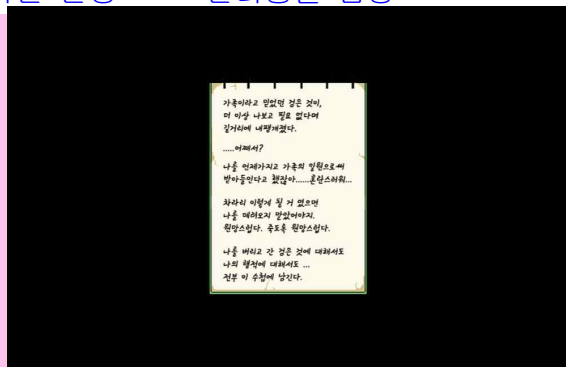 가족이라고 믿었던 검은 것이,
더 이상 나보고 필요 없다며
길거리에 내팽개쳤다.
.....어째서?
나를 언제가지고 가족의 일원으로써
받아들인다고 했잖아......혼란스러워...
차라리 이렇게 될 거 였으면
나를 데려오지 말았어야지.
원망스럽다. 죽도록 원망스럽다.
나를 버리고 간 검은 것에 대해서도
나의 행적에 대해서도 ...
전부 이 수첩에 남긴다.